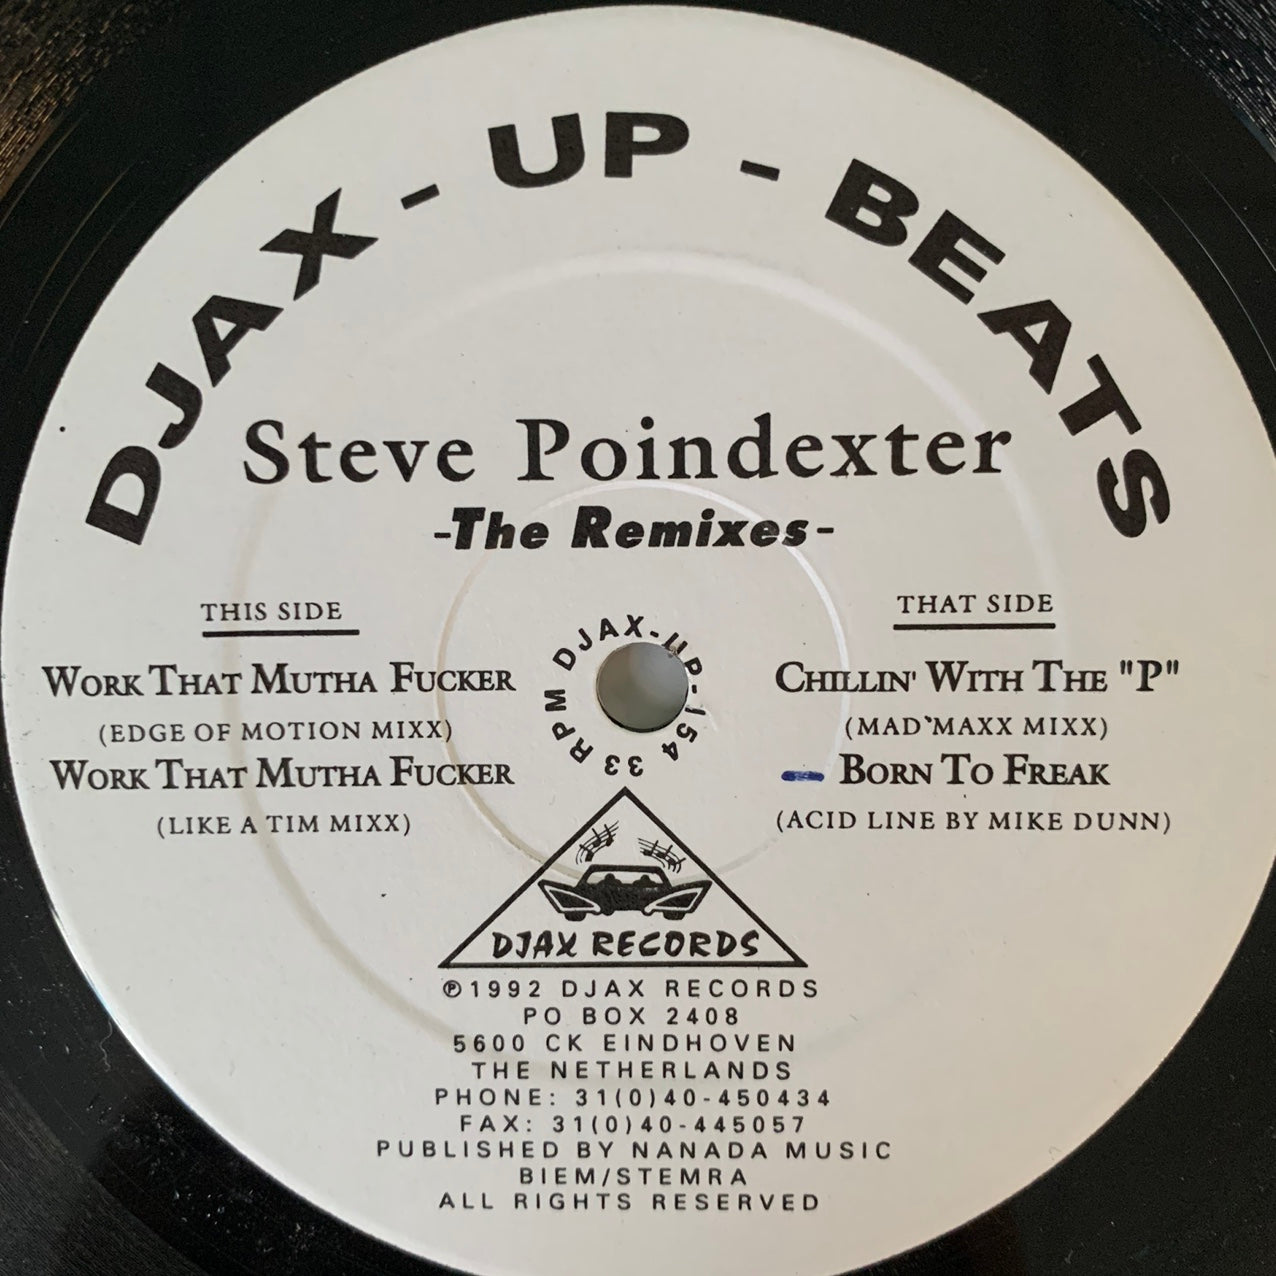 DJAX - UP - BEATS
Steve Poindexter
-The Remixes-
THIS SIDE
WORK THAT MUTHA FUCKER
(EDGE OF MOTION MIXX)
WORK THAT MUTHA FUCKER
(LIKE A TIM MIXX)
33 RPM DJAX-UP-154
THAT SIDE
CHILLIN' WITH THE "P"
(MAD'MAXX MIXX)
BORN TO FREAK
(ACID LINE BY MIKE DUNN)
DJAX RECORDS
℗1992 DJAX RECORDS
PO BOX 2408
5600 CK EINDHOVEN
THE NETHERLANDS
PHONE: 31(0)40-450434
FAX: 31(0)40-445057
PUBLISHED BY NANADA MUSIC
BIEM/STEMRA
ALL RIGHTS RESERVED